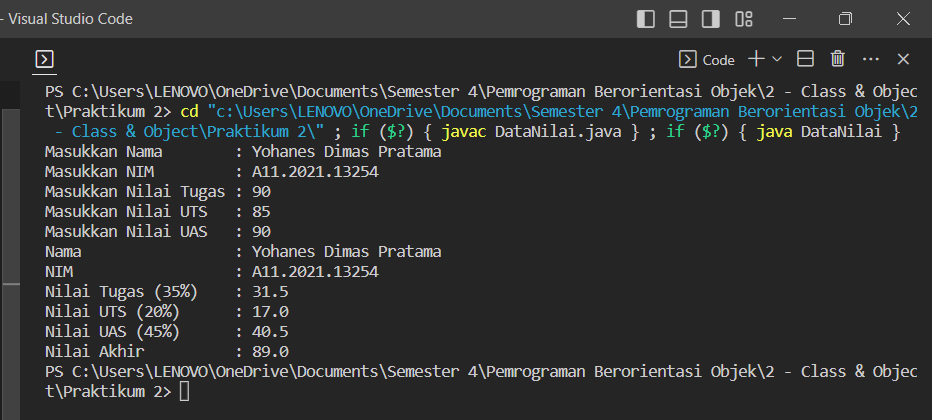 - Visual Studio Code
Code
PS C:\Users\LENOVO\OneDrive\Documents\Semester 4\Pemrograman Berorientasi Objek\2 - Class & Objec
t\Praktikum 2> cd "c:\Users\LENOVO\OneDrive\Documents\Semester 4\Pemrograman Berorientasi Objek\2
 - Class & Object\Praktikum 2\" ; if ($?) { javac DataNilai.java } ; if ($?) { java DataNilai }
Masukkan Nama        : Yohanes Dimas Pratama
Masukkan NIM         : A11.2021.13254
Masukkan Nilai Tugas : 90
Masukkan Nilai UTS   : 85
Masukkan Nilai UAS   : 90
Nama                 : Yohanes Dimas Pratama
NIM                  : A11.2021.13254
Nilai Tugas (35%)    : 31.5
Nilai UTS (20%)      : 17.0
Nilai UAS (45%)      : 40.5
Nilai Akhir          : 89.0
PS C:\Users\LENOVO\OneDrive\Documents\Semester 4\Pemrograman Berorientasi Objek\2 - Class & Objec
t\Praktikum 2>